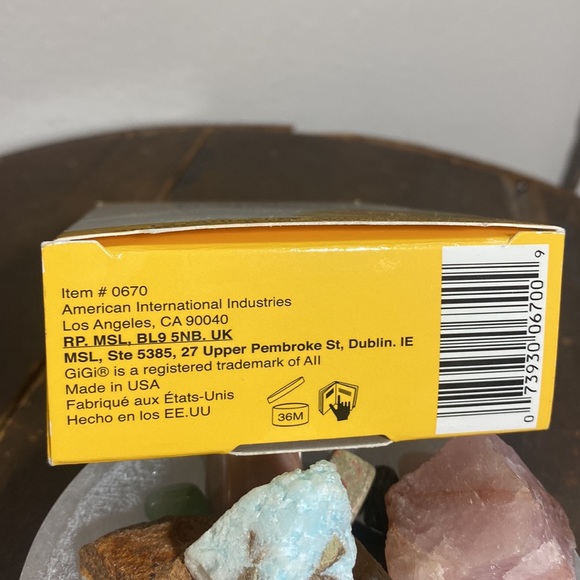 Item # 0670
American International Industries
Los Angeles, CA 90040
RP. MSL, BL9 5NB. UK
MSL, Ste 5385, 27 Upper Pembroke St, Dublin. IE
GiGi® is a registered trademark of AII
Made in USA
Fabriqué aux États-Unis
Hecho en los EE.UU
36M
0 73930 06700 9